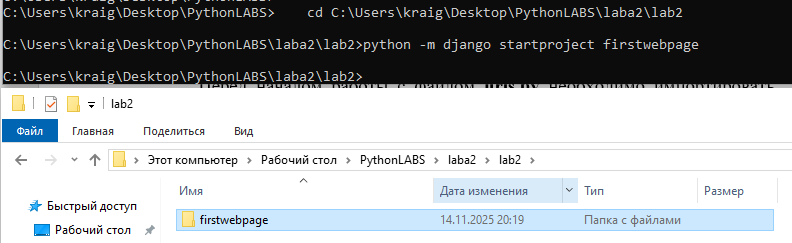 C:\Users\kraig\Desktop\PythonLABS> cd C:\Users\kraig\Desktop\PythonLABS\laba2\lab2
C:\Users\kraig\Desktop\PythonLABS\laba2\lab2>python -m django startproject firstwebpage
C:\Users\kraig\Desktop\PythonLABS\laba2\lab2>
lab2
Файл Главная Поделиться Вид
Этот компьютер Рабочий стол PythonLABS laba2 lab2
Имя Дата изменения Тип Размер
Быстрый доступ
firstwebpage 14.11.2025 20:19 Папка с файлами
Рабочий стол